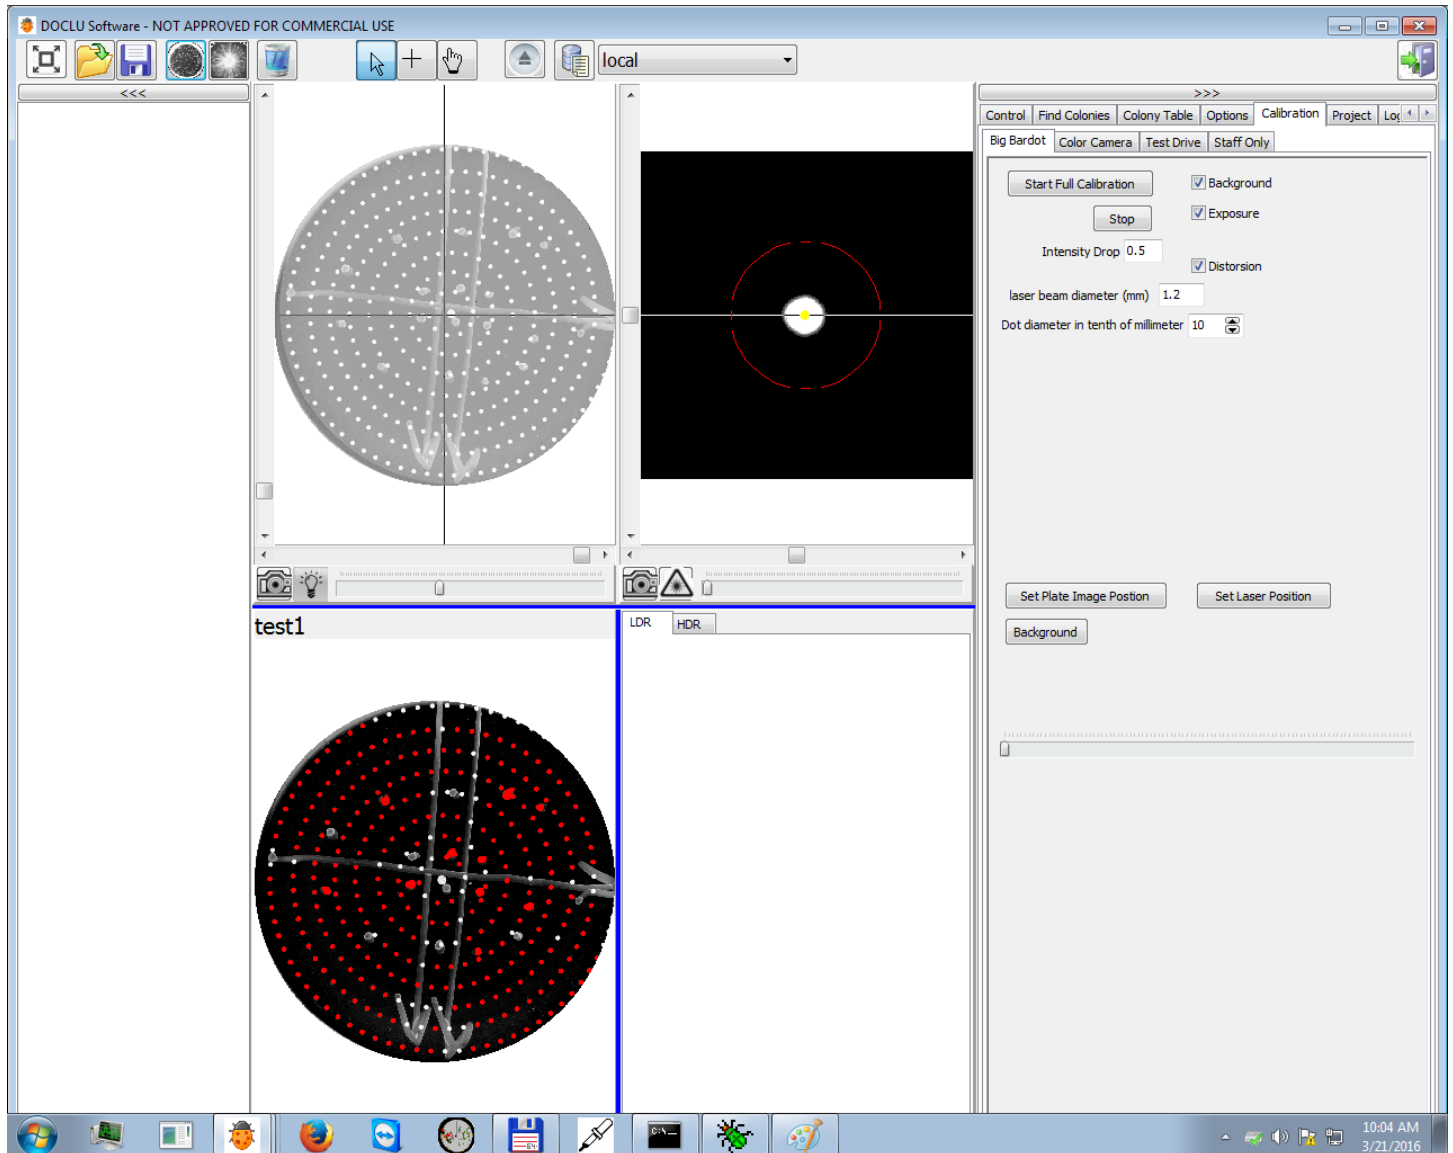 DOCLU Software - NOT APPROVED FOR COMMERCIAL USE
local
<<<
>>>
Control Find Colonies Colony Table Options Calibration Project
Big Bardot Color Camera Test Drive Staff Only
Start Full Calibration Background
Stop Exposure
Intensity Drop 0.5
Distorsion
laser beam diameter (mm) 1.2
Dot diameter in tenth of millimeter 10
Set Plate Image Postion Set Laser Position
Background
test1
LDR HDR
10:04 AM
3/21/2016